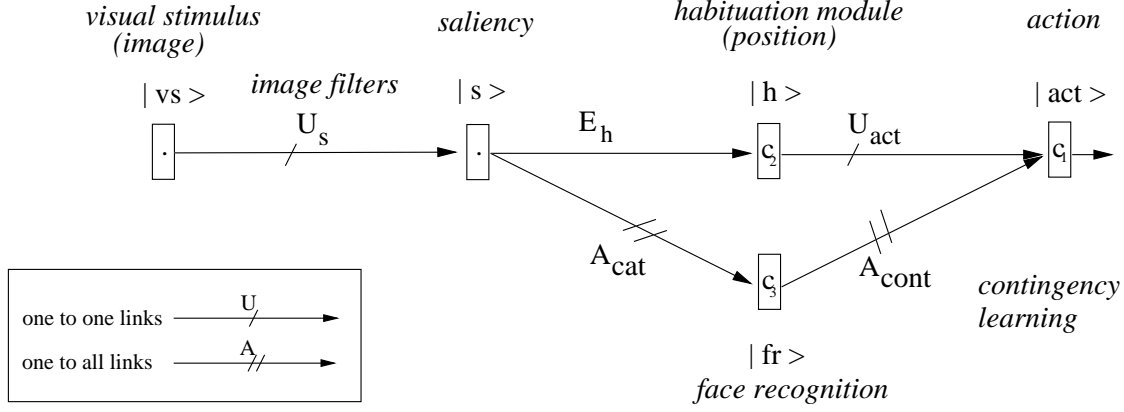 visual stimulus
(image)
saliency
habituation module
(position)
action
| vs >
image filters
| s >
| h >
| act >
U_s
E_h
U_act
.
.
c_2
c_1
A_cat
A_cont
c_3
contingency
learning
U
one to one links
A
one to all links
| fr >
face recognition